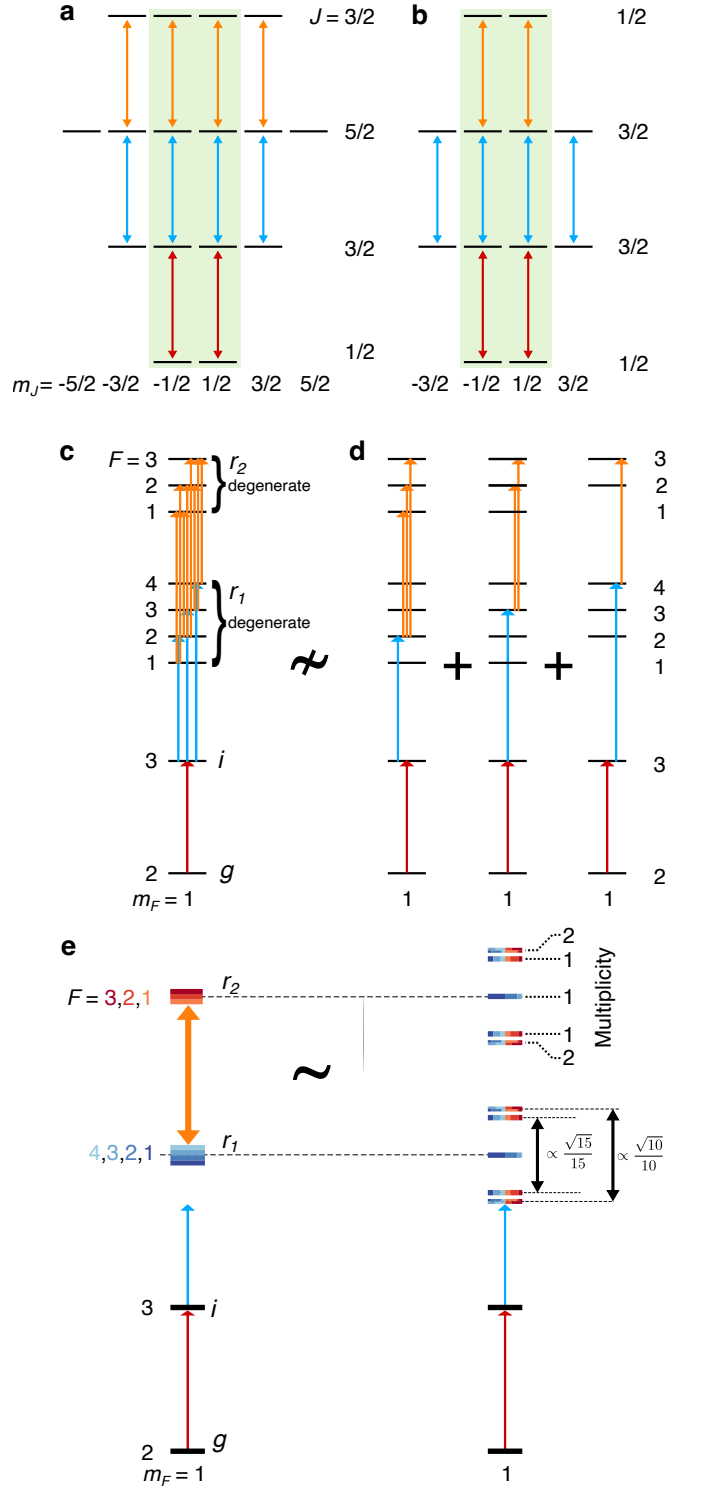 a
J = 3/2
b
1/2
5/2
3/2
3/2
3/2
1/2
1/2
m_J= -5/2 -3/2 -1/2 1/2 3/2 5/2
-3/2 -1/2 1/2 3/2
c
F = 3
2
1
r_2
degenerate
4
3
2
1
r_1
degenerate
3
i
2
g
m_F = 1
≁
d
3
2
1
4
3
2
1
+
+
3
2
1
1
1
e
F = 3,2,1
r_2
4,3,2,1
r_1
~
3
i
2
g
m_F = 1
2
1
1
1
2
Multiplicity
∝ √15/15
∝ √10/10
1